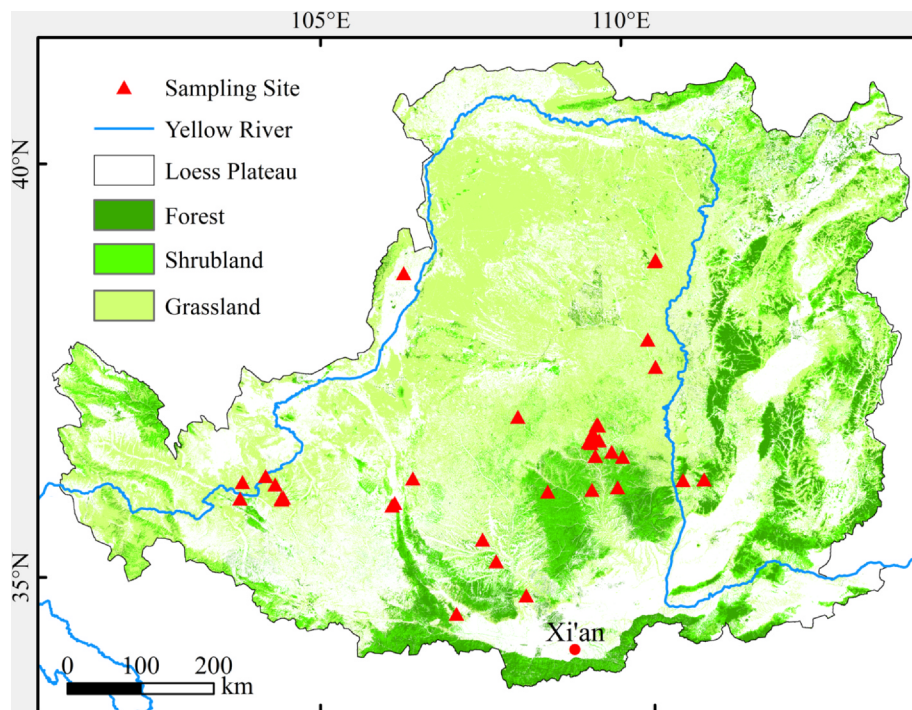 105°E 110°E
Sampling Site
Yellow River
40°N
Loess Plateau
Forest
Shrubland
Grassland
35°N
Xi'an
0 100 200
km